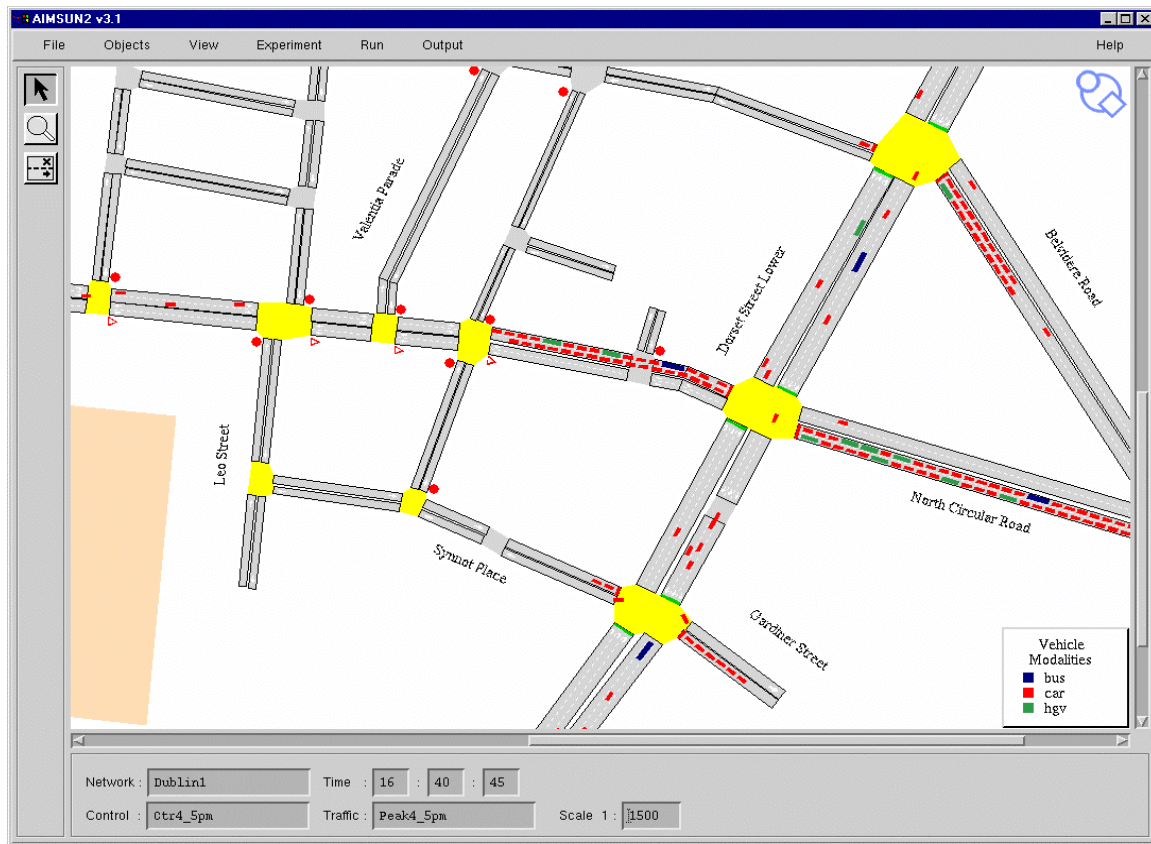 AIMSUN2 v3.1
File Objects View Experiment Run Output Help
Valentia Parade
Dorset Street Lower
Belvidere Road
Leo Street
North Circular Road
Synnot Place
Gardiner Street
Vehicle
Modalities
bus
car
hgv
Network : Dublin1 Time : 16 : 40 : 45
Control : Ctr4_5pm Traffic : Peak4_5pm Scale 1 : 1500